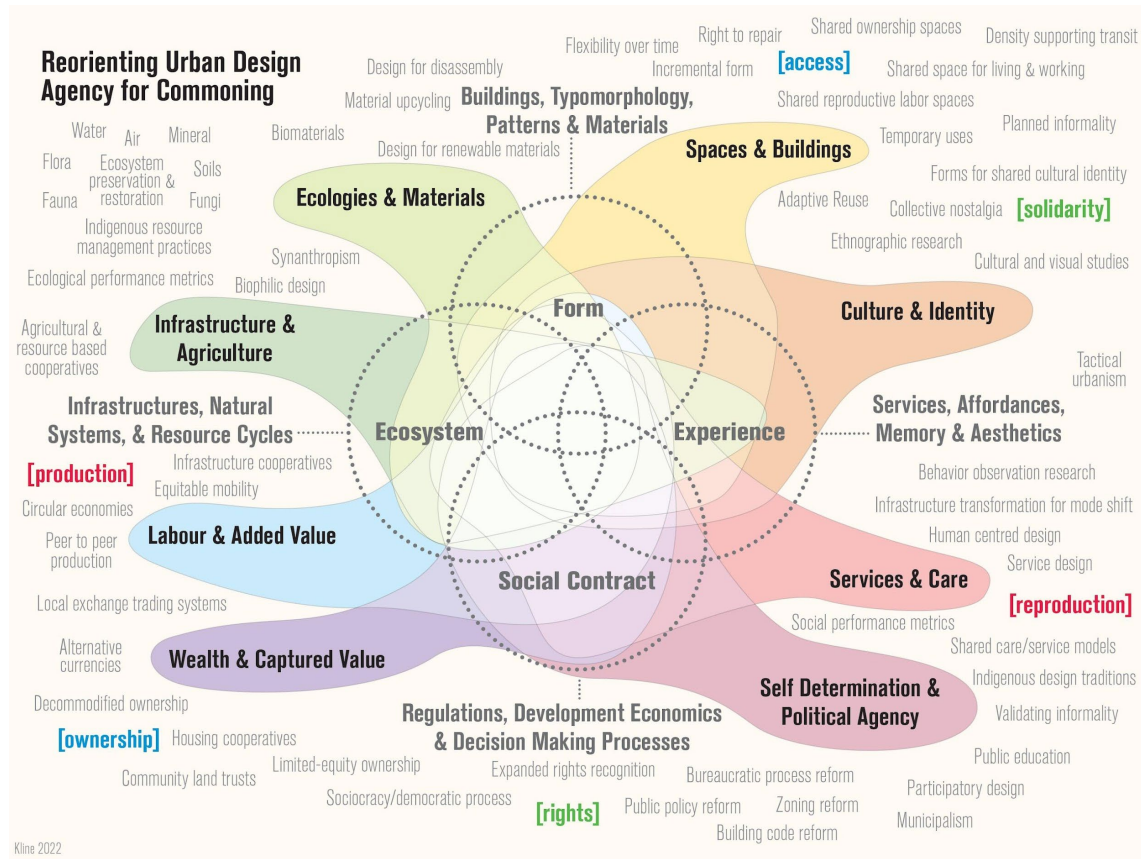 Reorienting Urban Design
Agency for Commoning
Flexibility over time
Right to repair
Shared ownership spaces
Density supporting transit
Design for disassembly
Incremental form
[access]
Shared space for living & working
Material upcycling
Buildings, Typomorphology,
Patterns & Materials
Shared reproductive labor spaces
Biomaterials
Design for renewable materials
Spaces & Buildings
Temporary uses
Planned informality
Water
Air
Mineral
Flora
Ecosystem
preservation &
restoration
Soils
Fauna
Fungi
Indigenous resource
management practices
Ecologies & Materials
Forms for shared cultural identity
Adaptive Reuse
Collective nostalgia
[solidarity]
Ethnographic research
Cultural and visual studies
Synanthropism
Ecological performance metrics
Biophilic design
Infrastructure &
Agriculture
Form
Culture & Identity
Agricultural &
resource based
cooperatives
Tactical
urbanism
Infrastructures, Natural
Systems, & Resource Cycles
Ecosystem
Experience
Services, Affordances,
Memory & Aesthetics
[production]
Infrastructure cooperatives
Equitable mobility
Behavior observation research
Circular economies
Infrastructure transformation for mode shift
Labour & Added Value
Human centred design
Peer to peer
production
Service design
Social Contract
Services & Care
Local exchange trading systems
[reproduction]
Social performance metrics
Alternative
currencies
Wealth & Captured Value
Shared care/service models
Indigenous design traditions
Self Determination &
Political Agency
Decommodified ownership
Validating informality
Regulations, Development Economics
& Decision Making Processes
[ownership]
Housing cooperatives
Public education
Community land trusts
Limited-equity ownership
Expanded rights recognition
Bureaucratic process reform
Participatory design
Sociocracy/democratic process
[rights]
Public policy reform
Zoning reform
Municipalism
Building code reform
Kline 2022